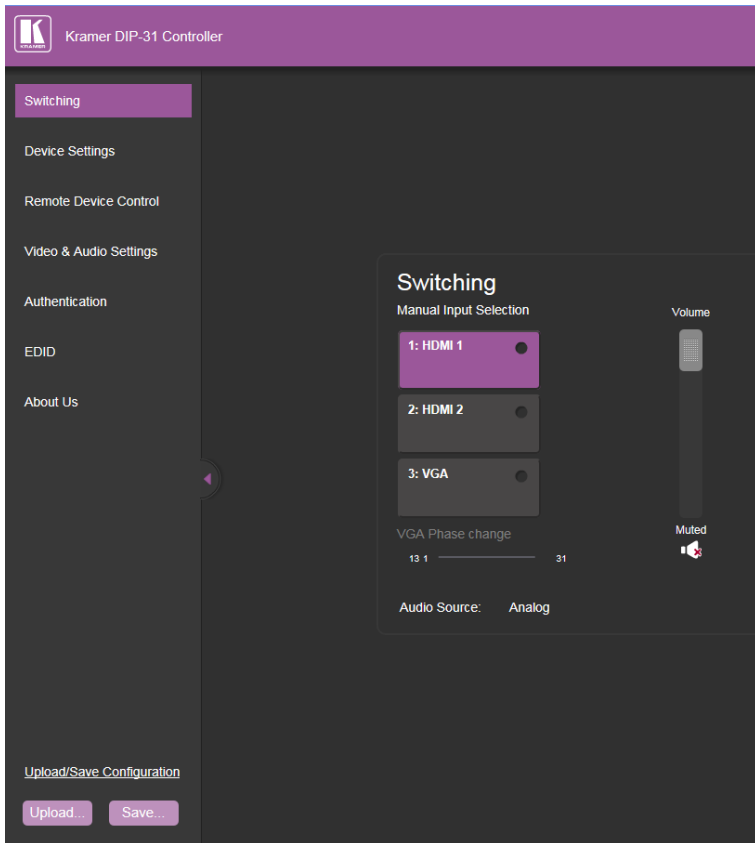 KRAMER
Kramer DIP-31 Controller
Switching
Device Settings
Remote Device Control
Video & Audio Settings
Authentication
EDID
About Us
Switching
Manual Input Selection
Volume
1: HDMI 1
2: HDMI 2
3: VGA
VGA Phase change
13 1
31
Muted
Audio Source: Analog
Upload/Save Configuration
Upload...
Save...